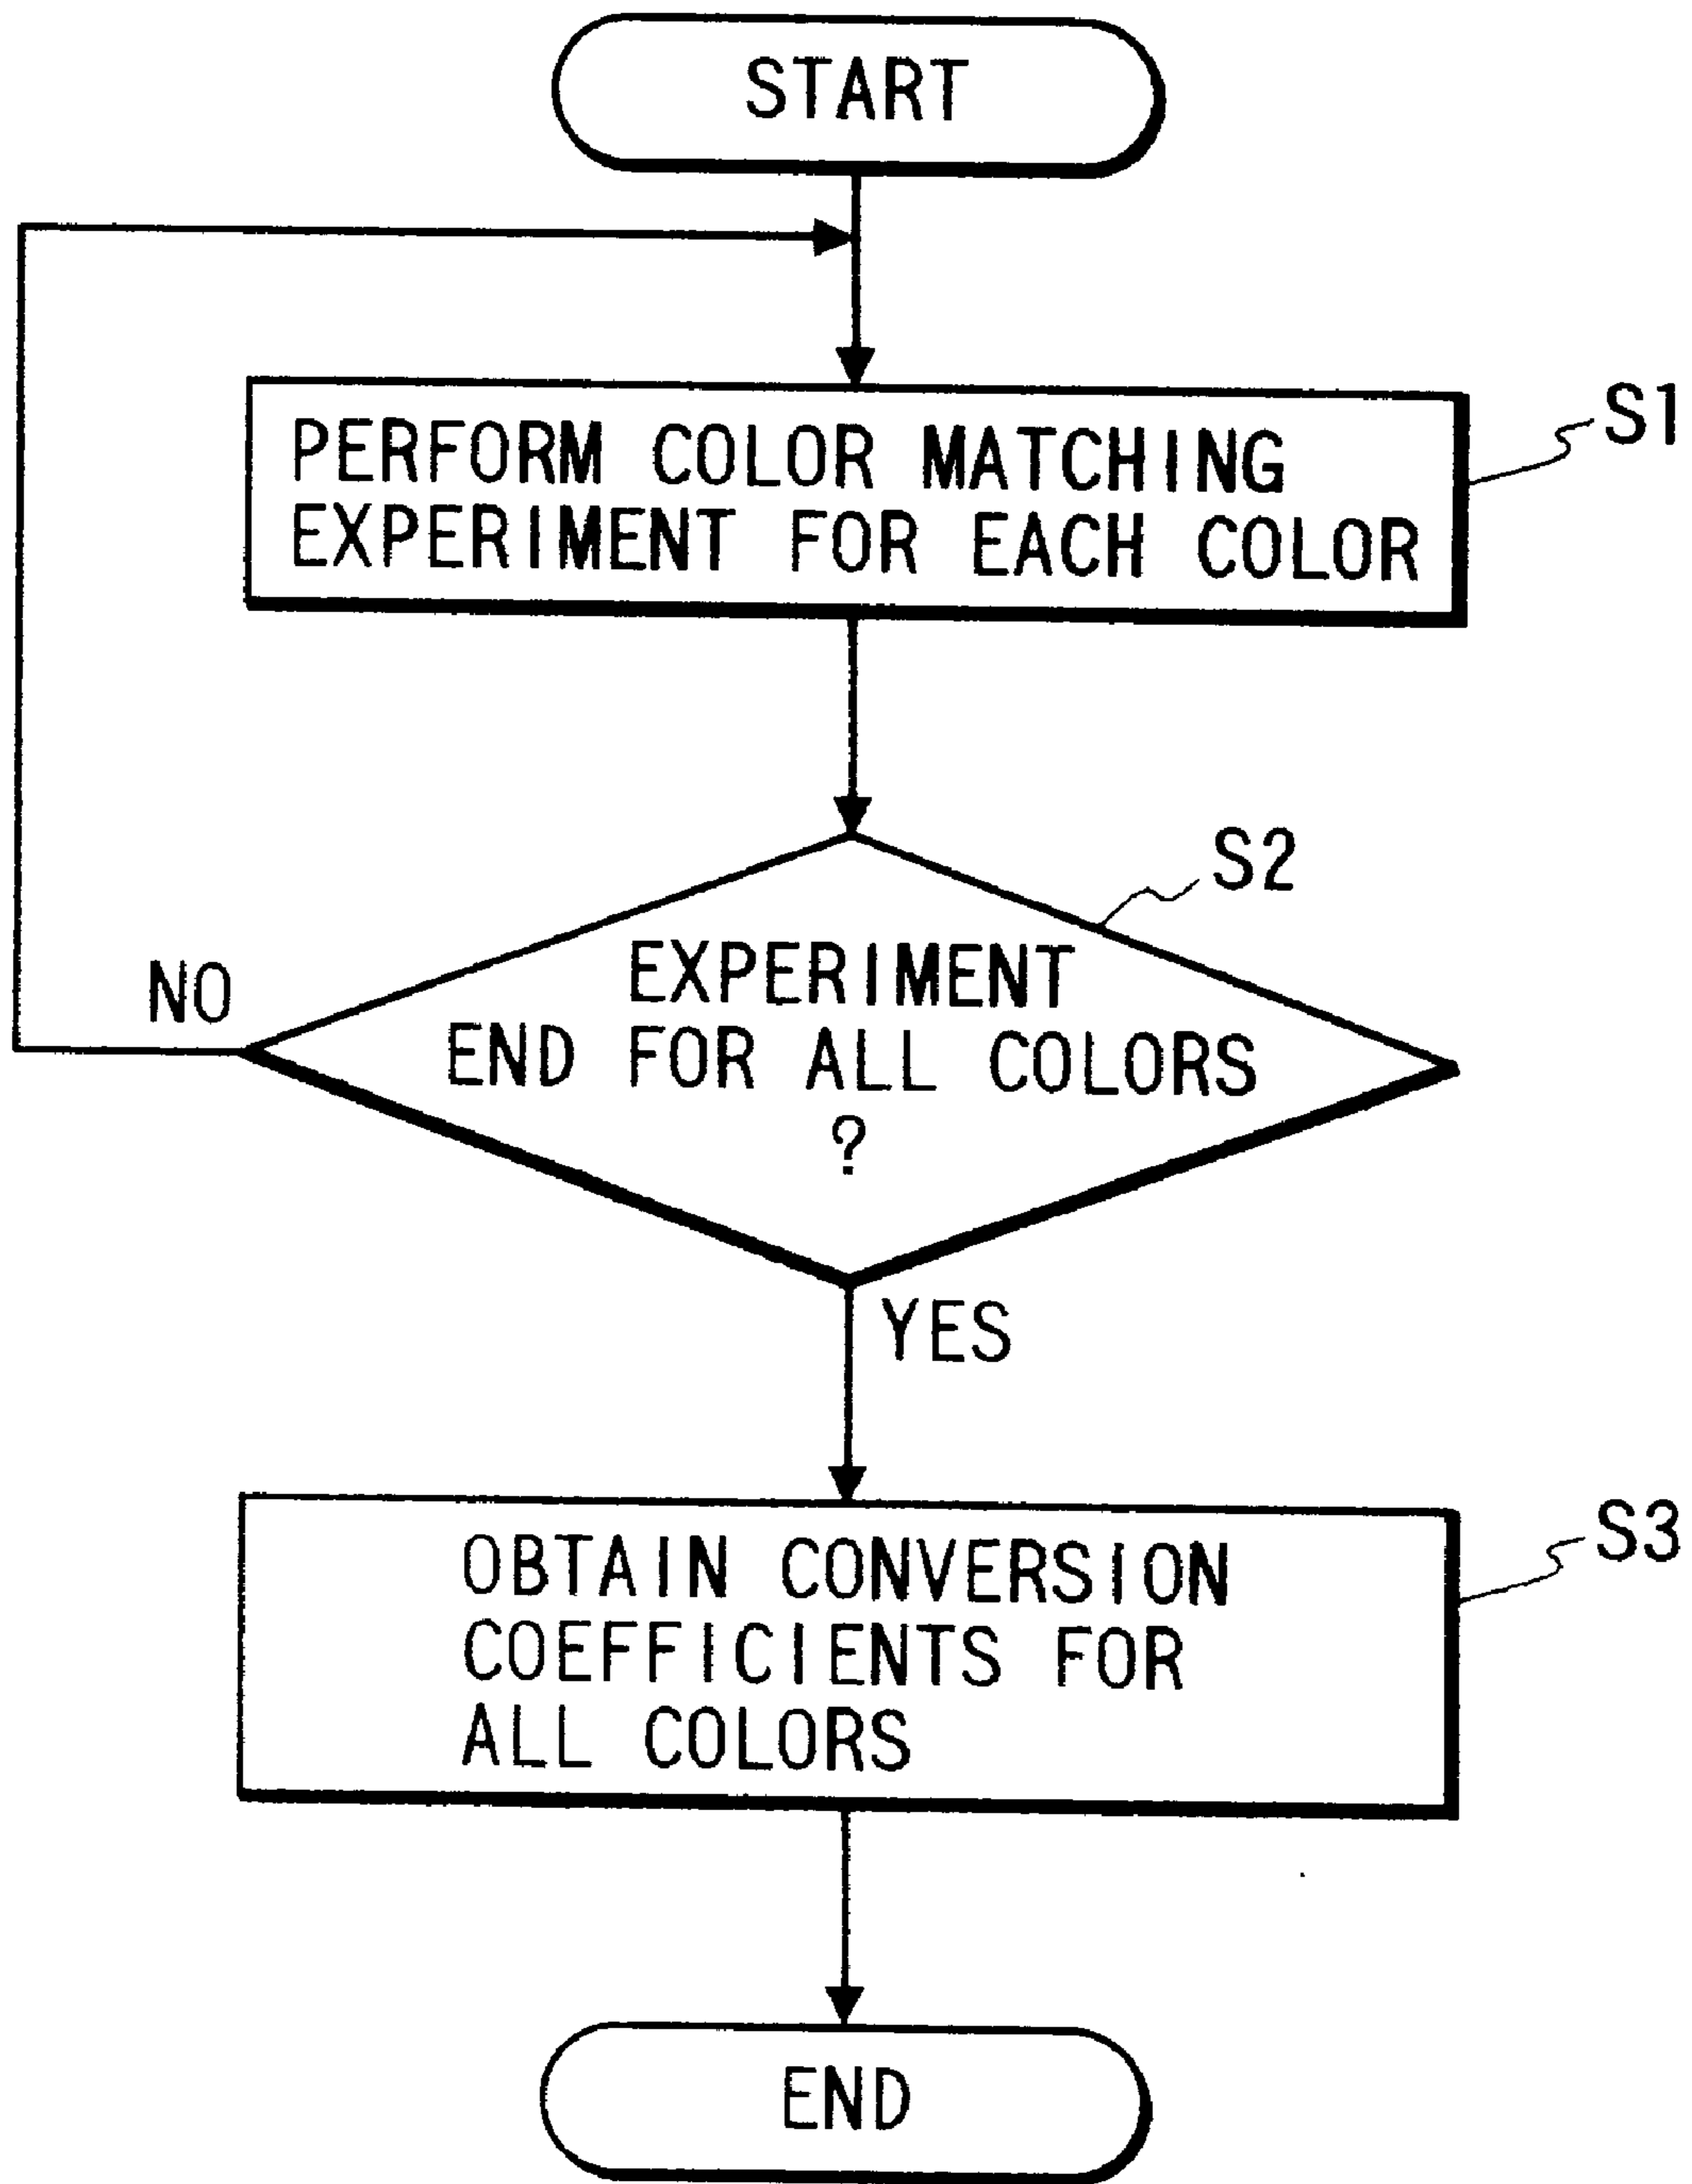 START
PERFORM COLOR MATCHING
EXPERIMENT FOR EACH COLOR
S1
S2
EXPERIMENT
END FOR ALL COLORS
?
NO
YES
OBTAIN CONVERSION
COEFFICIENTS FOR
ALL COLORS
S3
END